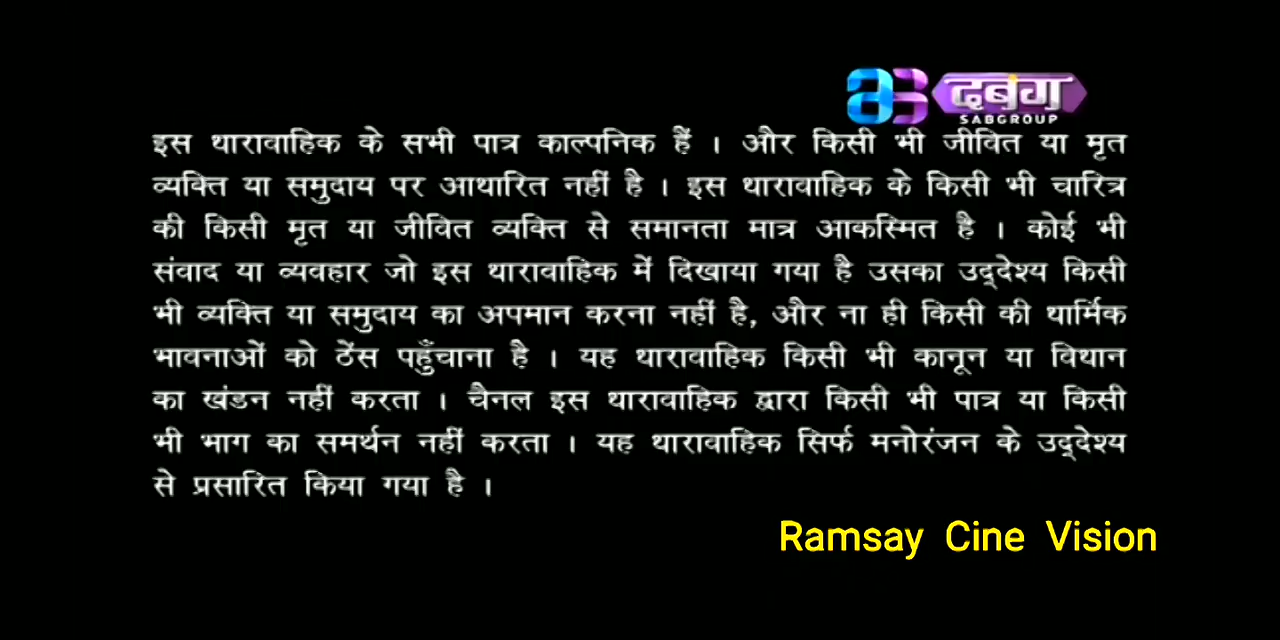 दबंग
SABGROUP
इस थारावाहिक के सभी पात्र काल्पनिक हैं । और किसी भी जीवित या मृत
व्यक्ति या समुदाय पर आथारित नहीं है । इस थारावाहिक के किसी भी चारित्र
की किसी मृत या जीवित व्यक्ति से समानता मात्र आकस्मित है । कोई भी
संवाद या व्यवहार जो इस थारावाहिक में दिखाया गया है उसका उद्देश्य किसी
भी व्यक्ति या समुदाय का अपमान करना नहीं है, और ना ही किसी की थार्मिक
भावनाओं को ठेंस पहुँचाना है । यह थारावाहिक किसी भी कानून या विथान
का खंडन नहीं करता । चैनल इस थारावाहिक द्वारा किसी भी पात्र या किसी
भी भाग का समर्थन नहीं करता । यह थारावाहिक सिर्फ मनोरंजन के उद्देश्य
से प्रसारित किया गया है ।
Ramsay Cine Vision